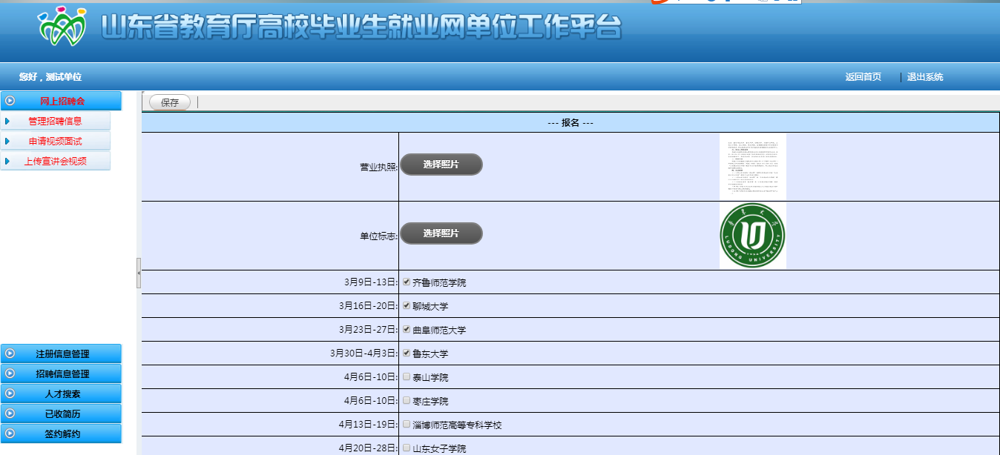 山东省教育厅高校毕业生就业网单位工作平台
您好，测试单位
返回首页 | 退出系统
网上招聘会
管理招聘信息
申请视频面试
上传宣讲会视频
注册信息管理
招聘信息管理
人才搜索
已收简历
签约解约
保存
--- 报名 ---
营业执照: 选择照片
单位标志: 选择照片
鲁东大学
LUDONG UNIVERSITY
3月9日-13日: 齐鲁师范学院
3月16日-20日: 聊城大学
3月23日-27日: 曲阜师范大学
3月30日-4月3日: 鲁东大学
4月6日-10日: 泰山学院
4月6日-10日: 枣庄学院
4月13日-19日: 淄博师范高等专科学校
4月20日-28日: 山东女子学院